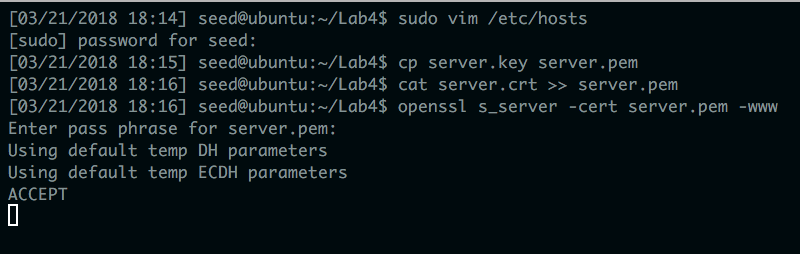 [03/21/2018 18:14] seed@ubuntu:~/Lab4$ sudo vim /etc/hosts
[sudo] password for seed:
[03/21/2018 18:15] seed@ubuntu:~/Lab4$ cp server.key server.pem
[03/21/2018 18:16] seed@ubuntu:~/Lab4$ cat server.crt >> server.pem
[03/21/2018 18:16] seed@ubuntu:~/Lab4$ openssl s_server -cert server.pem -www
Enter pass phrase for server.pem:
Using default temp DH parameters
Using default temp ECDH parameters
ACCEPT